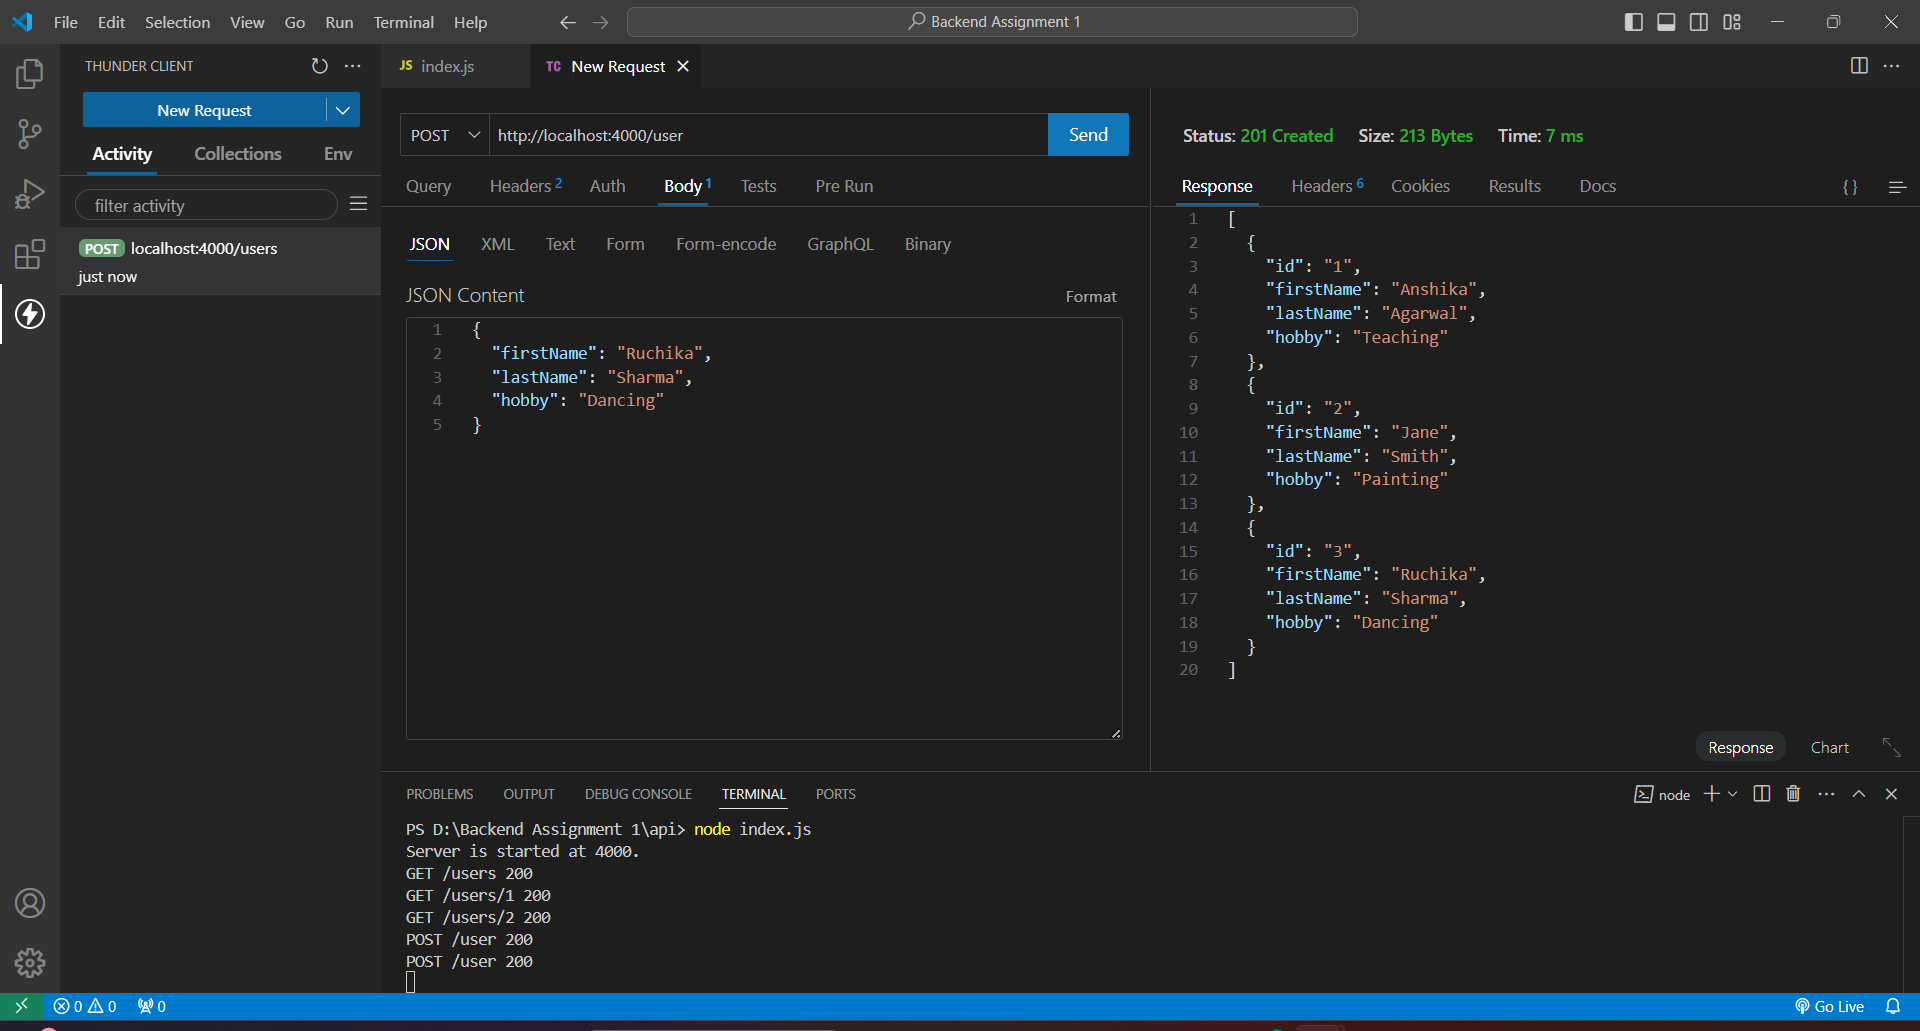 File Edit Selection View Go Run Terminal Help
Backend Assignment 1
THUNDER CLIENT
New Request
Activity Collections Env
filter activity
POST localhost:4000/users
just now
JS index.js
TC New Request
POST http://localhost:4000/user Send
Query Headers 2 Auth Body 1 Tests Pre Run
JSON XML Text Form Form-encode GraphQL Binary
JSON Content Format
1 {
2 "firstName": "Ruchika",
3 "lastName": "Sharma",
4 "hobby": "Dancing"
5 }
Status: 201 Created Size: 213 Bytes Time: 7 ms
Response Headers 6 Cookies Results Docs {}
1 [
2 {
3 "id": "1",
4 "firstName": "Anshika",
5 "lastName": "Agarwal",
6 "hobby": "Teaching"
7 },
8 {
9 "id": "2",
10 "firstName": "Jane",
11 "lastName": "Smith",
12 "hobby": "Painting"
13 },
14 {
15 "id": "3",
16 "firstName": "Ruchika",
17 "lastName": "Sharma",
18 "hobby": "Dancing"
19 }
20 ]
Response Chart
PROBLEMS OUTPUT DEBUG CONSOLE TERMINAL PORTS
node
PS D:\Backend Assignment 1\api> node index.js
Server is started at 4000.
GET /users 200
GET /users/1 200
GET /users/2 200
POST /user 200
POST /user 200
0 0 0
Go Live